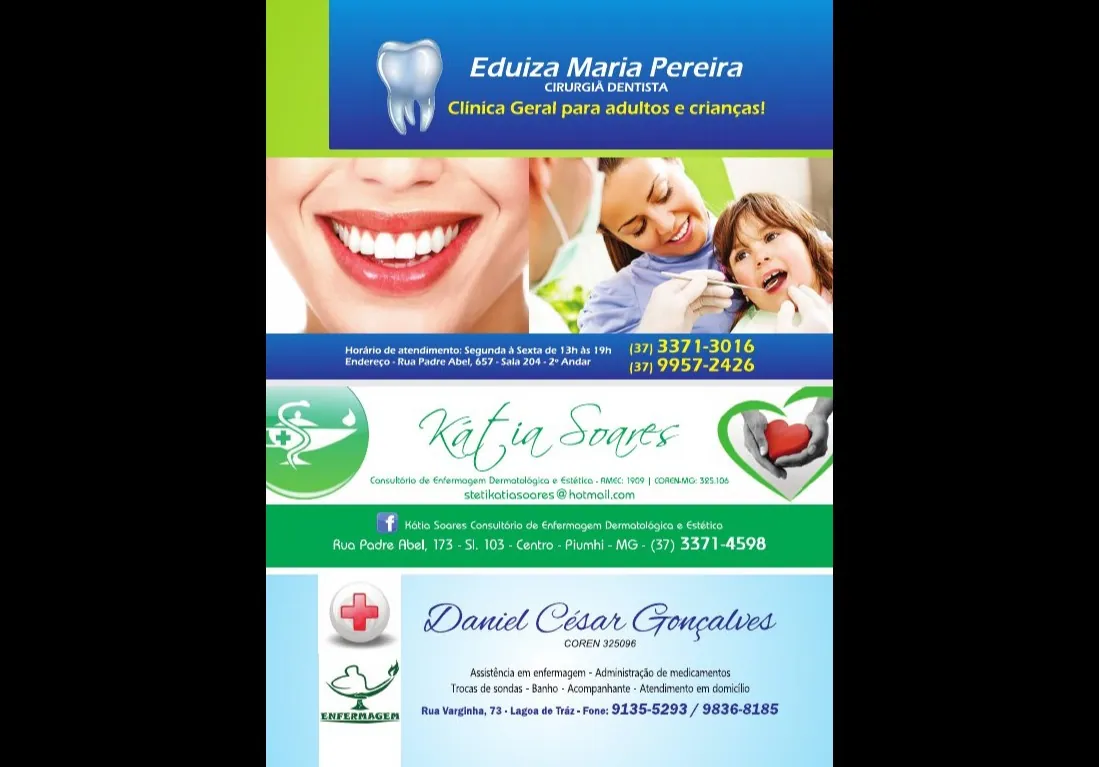 Eduiza Maria Pereira
CIRURGIÃ DENTISTA
Clínica Geral para adultos e crianças!
Horário de atendimento: Segunda à Sexta de 13h às 19h
Endereço - Rua Padre Abel, 657 - Sala 204 - 2º Andar
(37) 3371-3016
(37) 9957-2426
Kátia Soares
Consultório de Enfermagem Dermatológica e Estética - AMEC: 1909 | COREN-MG: 325.106
stetikatiasoares@hotmail.com
f Kátia Soares Consultório de Enfermagem Dermatológica e Estética
Rua Padre Abel, 173 - Sl. 103 - Centro - Piumhi - MG - (37) 3371-4598
Daniel César Gonçalves
COREN 325096
Assistência em enfermagem - Administração de medicamentos
Trocas de sondas - Banho - Acompanhante - Atendimento em domicílio
Rua Varginha, 73 - Lagoa de Tráz - Fone: 9135-5293 / 9836-8185
ENFERMAGEM